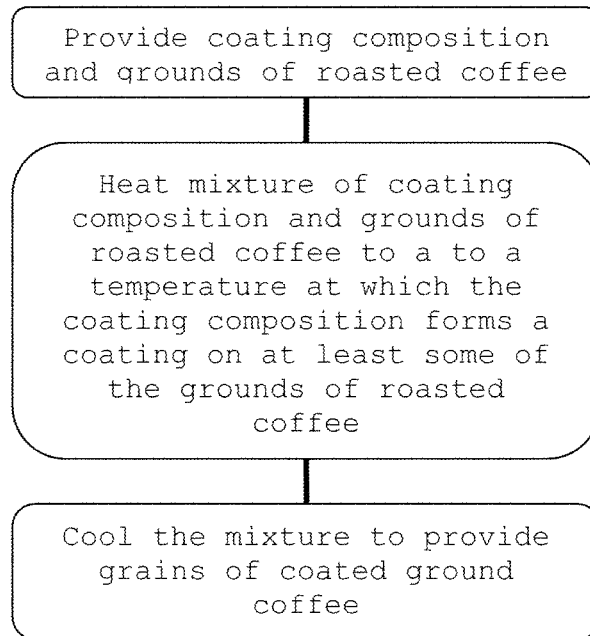 Provide coating composition
and grounds of roasted coffee
Heat mixture of coating
composition and grounds of
roasted coffee to a to a
temperature at which the
coating composition forms a
coating on at least some of
the grounds of roasted
coffee
Cool the mixture to provide
grains of coated ground
coffee